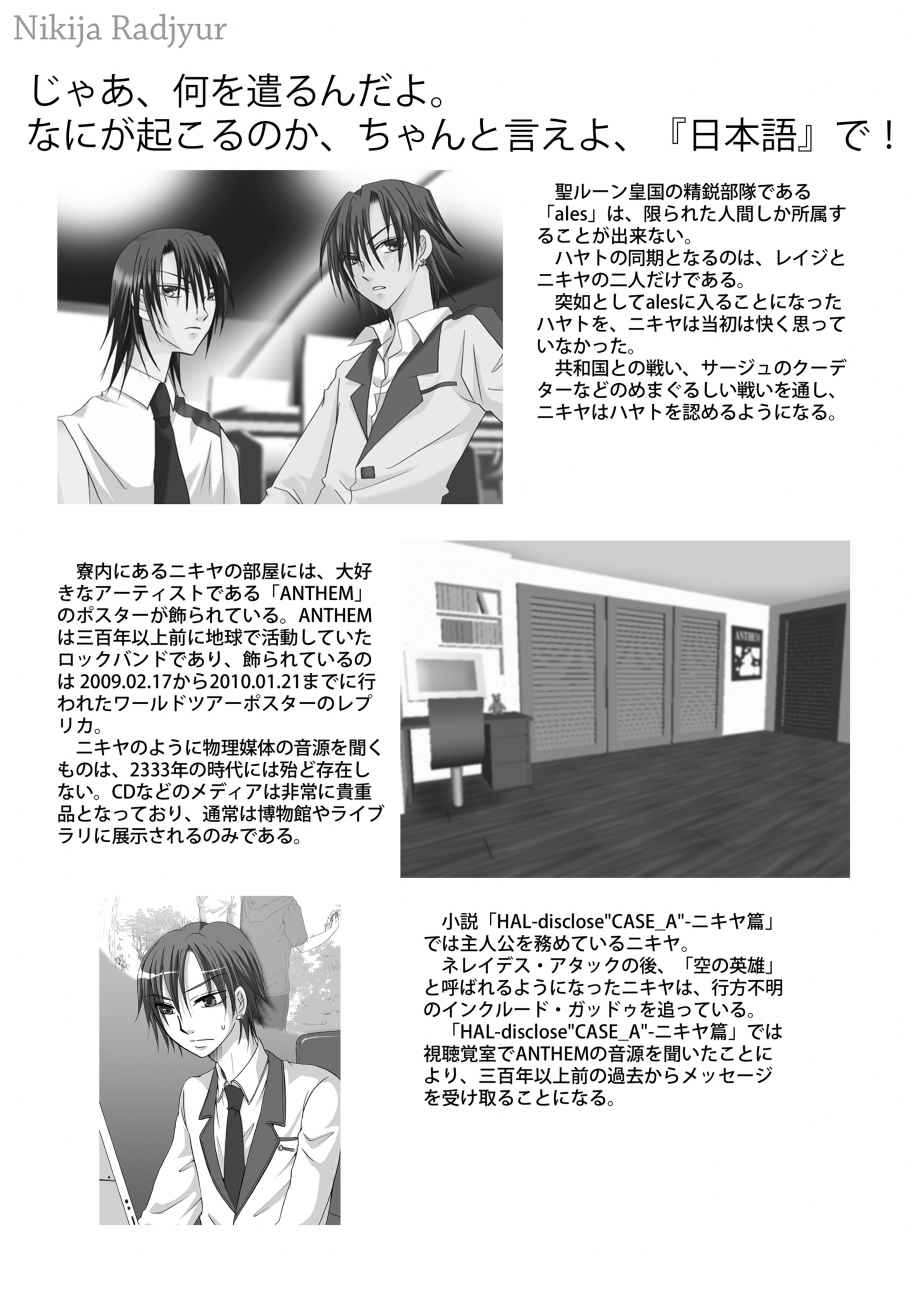 Nikija Radjyur
じゃあ、何を遣るんだよ。
なにが起こるのか、ちゃんと言えよ、『日本語』で！
　聖ルーン皇国の精鋭部隊である
「ales」は、限られた人間しか所属す
ることが出来ない。
　ハヤトの同期となるのは、レイジと
ニキヤの二人だけである。
　突如としてalesに入ることになった
ハヤトを、ニキヤは当初は快く思って
いなかった。
　共和国との戦い、サージュのクーデ
ターなどのめまぐるしい戦いを通し、
ニキヤはハヤトを認めるようになる。
　寮内にあるニキヤの部屋には、大好
きなアーティストである「ANTHEM」
のポスターが飾られている。ANTHEM
は三百年以上前に地球で活動していた
ロックバンドであり、飾られているの
は 2009.02.17から2010.01.21までに行
われたワールドツアーポスターのレプ
リカ。
　ニキヤのように物理媒体の音源を聞く
ものは、2333年の時代には殆ど存在し
ない。CDなどのメディアは非常に貴重
品となっており、通常は博物館やライブ
ラリに展示されるのみである。
ANTHEM
　小説「HAL-disclose"CASE_A"-ニキヤ篇」
では主人公を務めているニキヤ。
　ネレイデス・アタックの後、「空の英雄」
と呼ばれるようになったニキヤは、行方不明
のインクルード・ガッドゥを追っている。
　「HAL-disclose"CASE_A"-ニキヤ篇」では
視聴覚室でANTHEMの音源を聞いたことに
より、三百年以上前の過去からメッセージ
を受け取ることになる。